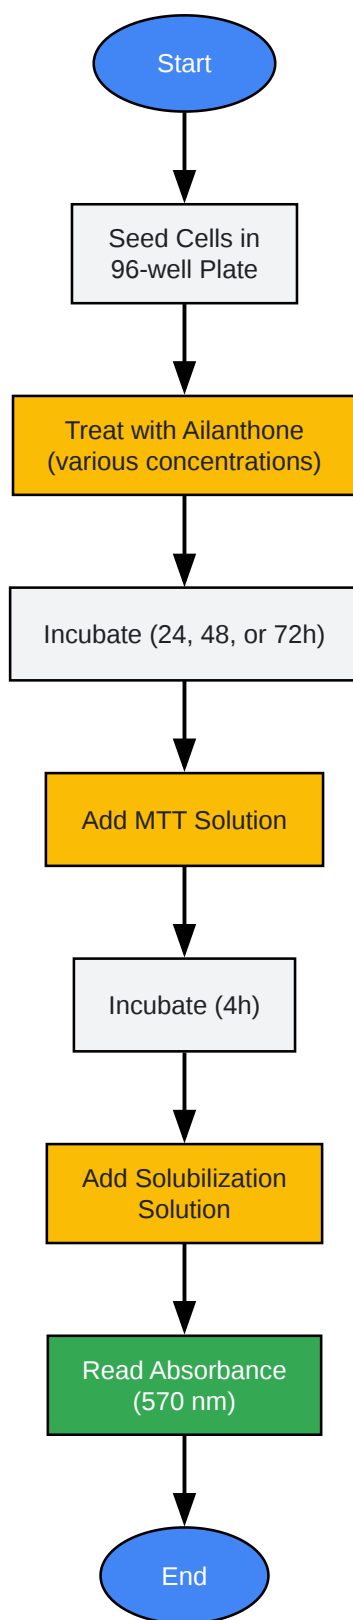 Start
Seed Cells in
96-well Plate
Treat with Ailanthone
(various concentrations)
Incubate (24, 48, or 72h)
Add MTT Solution
Incubate (4h)
Add Solubilization
Solution
Read Absorbance
(570 nm)
End